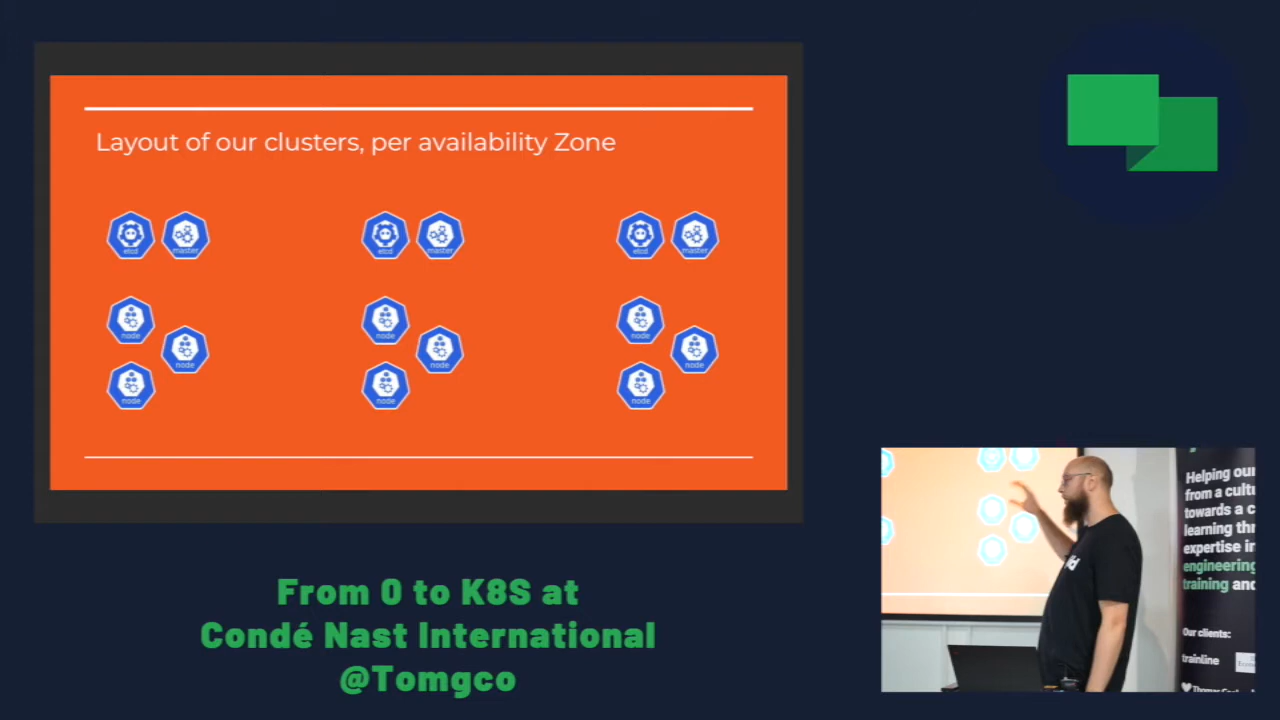 Layout of our clusters, per availability Zone
etcd master etcd master etcd master
node node node
node node node
node node node
From 0 to K8S at
Condé Nast International
@Tomgco
Helping our
from a cultu
towards a c
learning thr
expertise in
engineering
training and
Our clients:
trainline